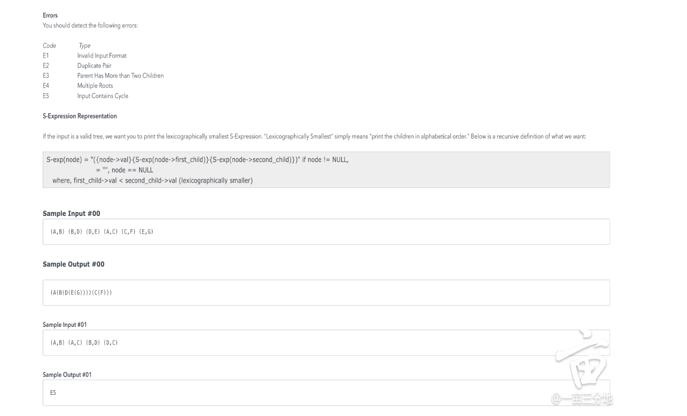 Errors
You should detect the following errors:
Code Type
E1 Invalid Input Format
E2 Duplicate Pair
E3 Parent Has More than Two Children
E4 Multiple Roots
E5 Input Contains Cycle
S-Expression Representation
If the input is a valid tree, we want you to print the lexicographically smallest S-Expression. "Lexicographically Smallest" simply means "print the children in alphabetical order." Below is a recursive definition of what we want:
S-exp(node) = "({node->val}{S-exp(node->first_child)}{S-exp(node->second_child)})" if node != NULL,
= "", node == NULL
where, first_child->val < second_child->val (lexicographically smaller)
Sample Input #00
(A,B) (B,D) (D,E) (A,C) (C,F) (E,G)
Sample Output #00
(A(B(D(E(G))))(C(F)))
Sample Input #01
(A,B) (A,C) (B,D) (D,C)
Sample Output #01
E5
@一亩三分地